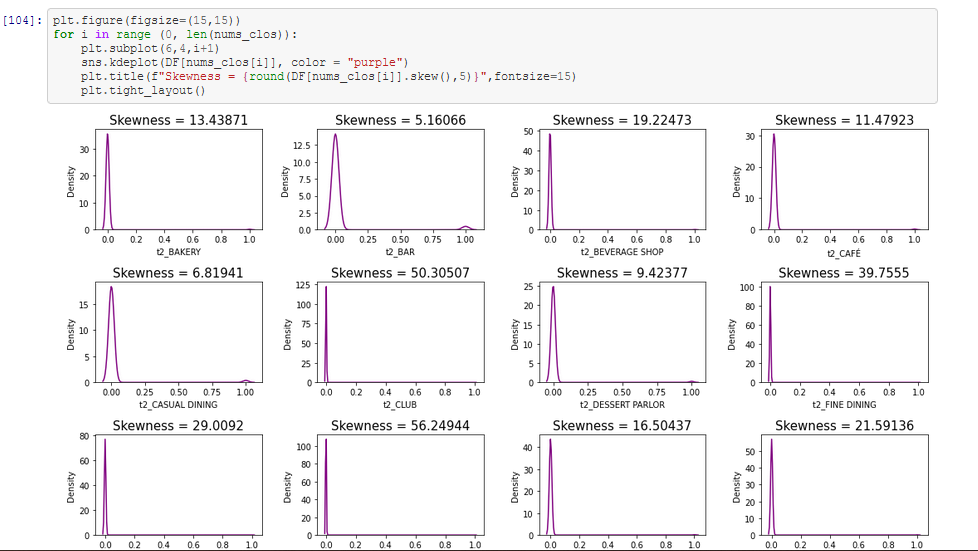 [104]: plt.figure(figsize=(15,15))
for i in range (0, len(nums_clos)):
    plt.subplot(6,4,i+1)
    sns.kdeplot(DF[nums_clos[i]], color = "purple")
    plt.title(f"Skewness = {round(DF[nums_clos[i]].skew(),5)}",fontsize=15)
    plt.tight_layout()
Skewness = 13.43871
30
20
10
0
Density
0.0 0.2 0.4 0.6 0.8 1.0
t2_BAKERY
Skewness = 5.16066
12.5
10.0
7.5
5.0
2.5
0.0
Density
0.00 0.25 0.50 0.75 1.00
t2_BAR
Skewness = 19.22473
50
40
30
20
10
0
Density
0.0 0.2 0.4 0.6 0.8 1.0
t2_BEVERAGE SHOP
Skewness = 11.47923
30
20
10
0
Density
0.0 0.2 0.4 0.6 0.8 1.0
t2_CAFÉ
Skewness = 6.81941
15
10
5
0
Density
0.00 0.25 0.50 0.75 1.00
t2_CASUAL DINING
Skewness = 50.30507
125
100
75
50
25
0
Density
0.0 0.2 0.4 0.6 0.8 1.0
t2_CLUB
Skewness = 9.42377
25
20
15
10
5
0
Density
0.00 0.25 0.50 0.75 1.00
t2_DESSERT PARLOR
Skewness = 39.7555
100
80
60
40
20
0
Density
0.0 0.2 0.4 0.6 0.8 1.0
t2_FINE DINING
Skewness = 29.0092
80
60
40
20
0
Density
0.0 0.2 0.4 0.6 0.8 1.0
Skewness = 56.24944
100
80
60
40
20
0
Density
0.0 0.2 0.4 0.6 0.8 1.0
Skewness = 16.50437
40
30
20
10
0
Density
0.0 0.2 0.4 0.6 0.8 1.0
Skewness = 21.59136
50
40
30
20
10
0
Density
0.0 0.2 0.4 0.6 0.8 1.0